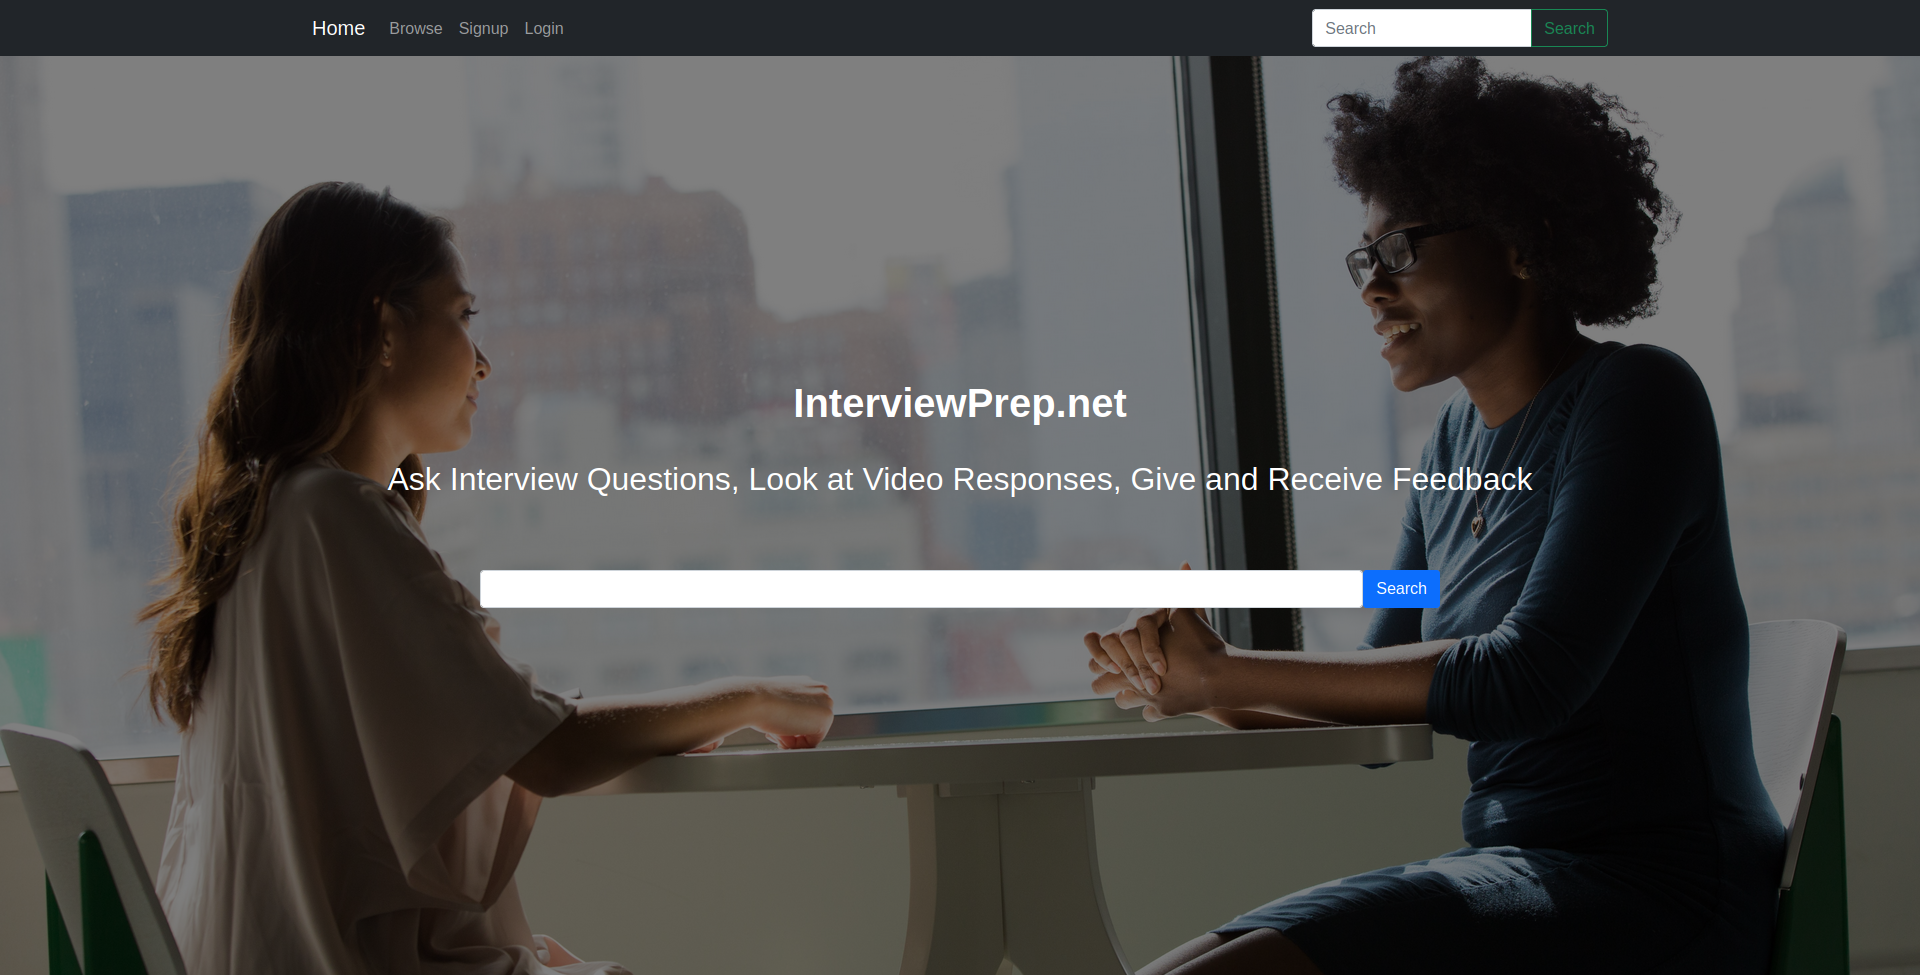 Home Browse Signup Login Search Search
InterviewPrep.net
Ask Interview Questions, Look at Video Responses, Give and Receive Feedback
Search